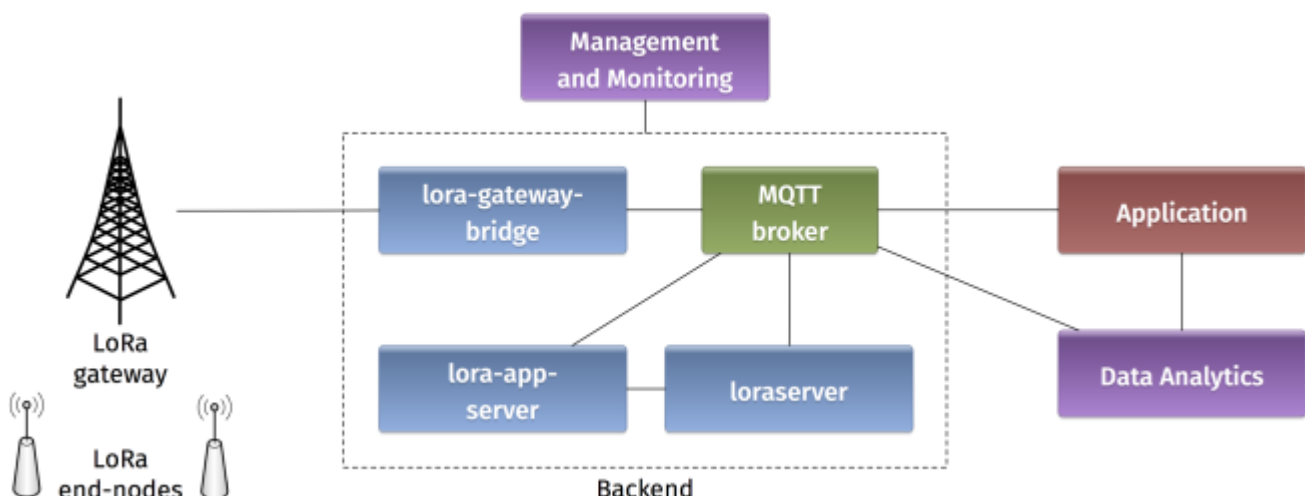 Management
and Monitoring
lora-gateway-
bridge
MQTT
broker
Application
LoRa
gateway
lora-app-
server
loraserver
Data Analytics
LoRa
end-nodes
Backend